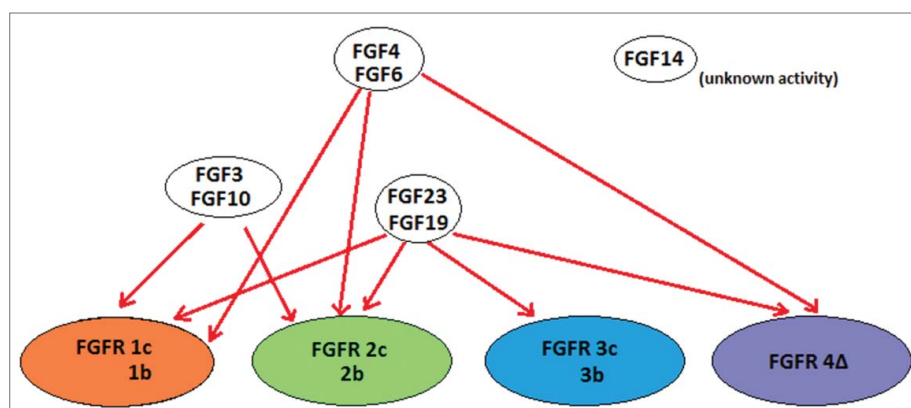 FGF4
FGF6
FGF14
(unknown activity)
FGF3
FGF10
FGF23
FGF19
FGFR 1c
1b
FGFR 2c
2b
FGFR 3c
3b
FGFR 4Δ